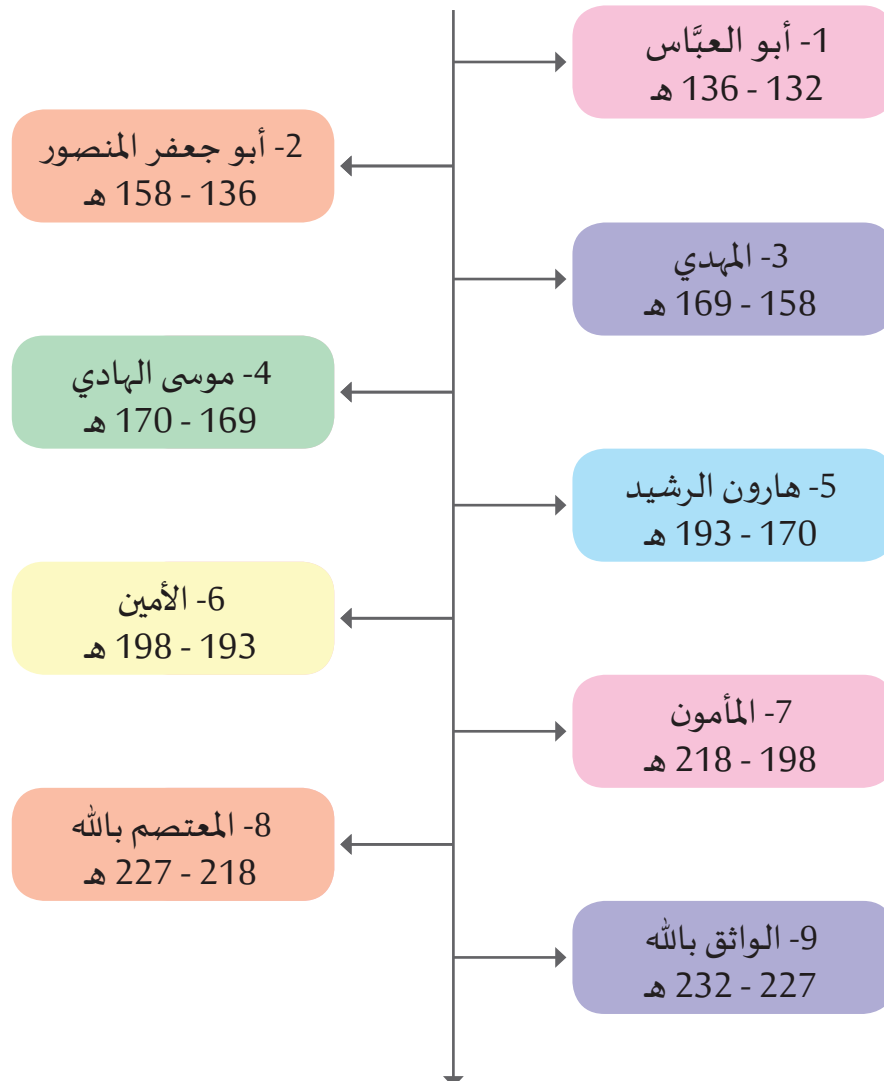 1- أبو العبَّاس
132 - 136 هـ
2- أبو جعفر المنصور
136 - 158 هـ
3- المهدي
158 - 169 هـ
4- موسى الهادي
169 - 170 هـ
5- هارون الرشيد
170 - 193 هـ
6- الأمين
193 - 198 هـ
7- المأمون
198 - 218 هـ
8- المعتصم بالله
218 - 227 هـ
9- الواثق بالله
227 - 232 هـ